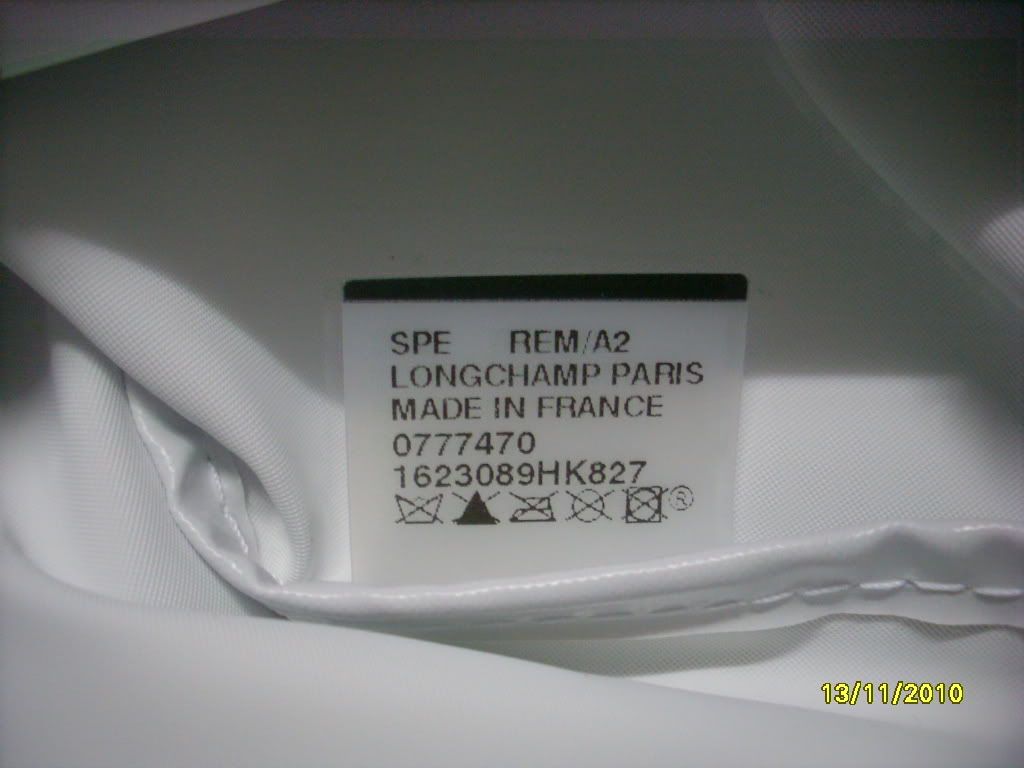 SPE REM/A2
LONGCHAMP PARIS
MADE IN FRANCE
0777470
1623089HK827
®
13/11/2010